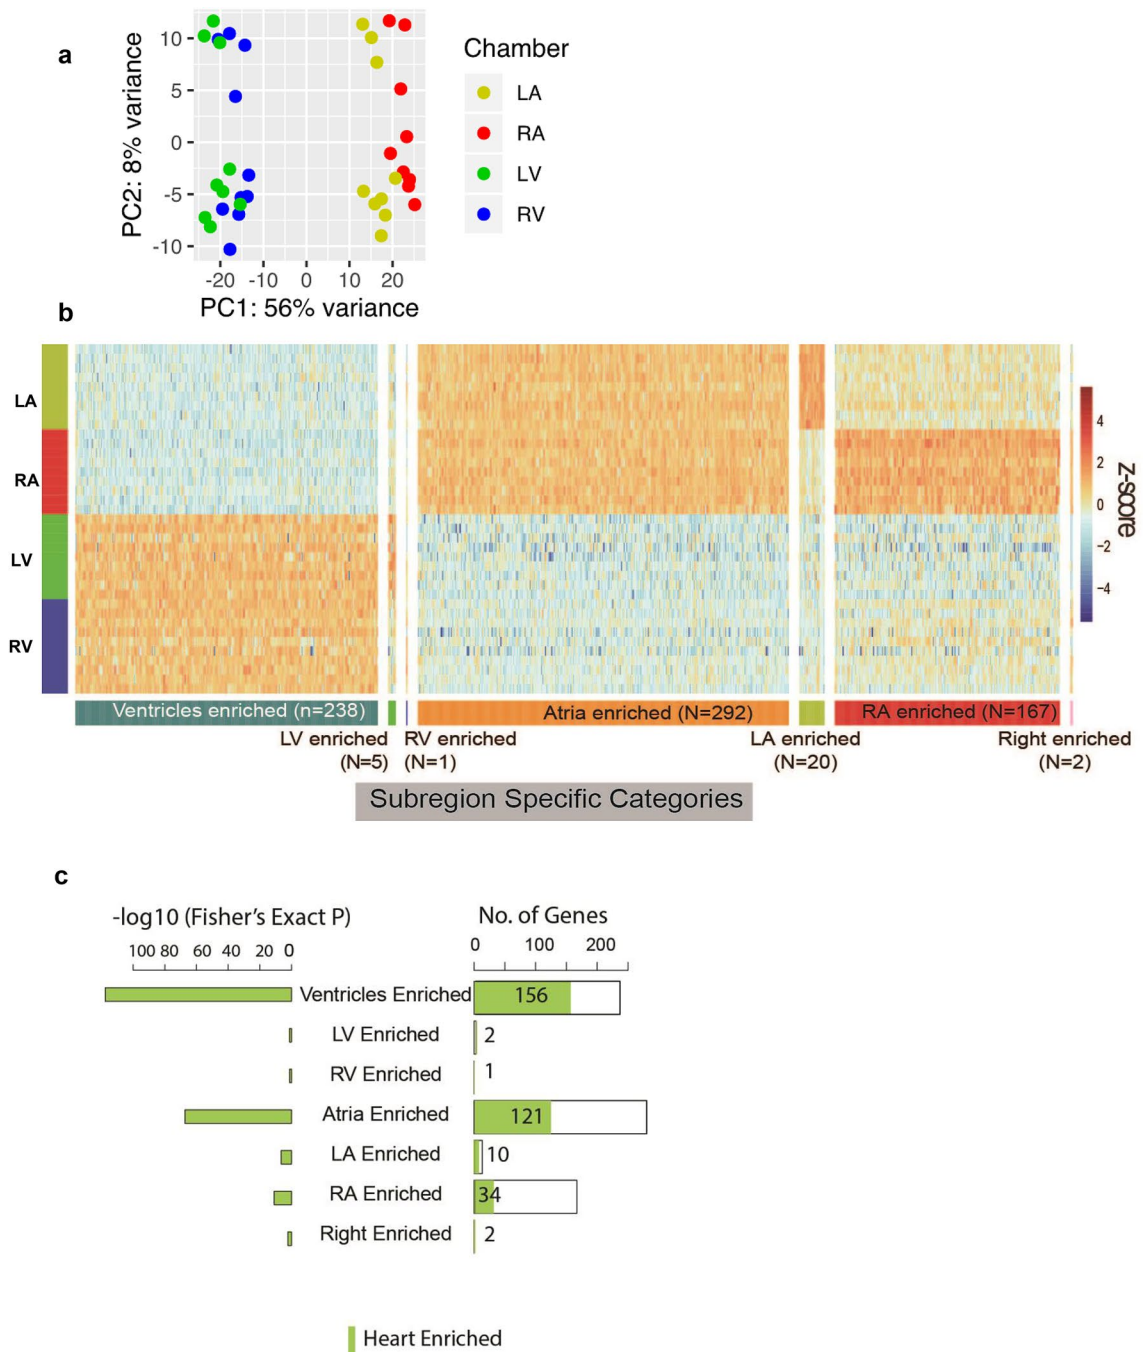 a
PC2: 8% variance
10
5
0
-5
-10
-20 -10 0 10 20
PC1: 56% variance
Chamber
LA
RA
LV
RV
b
LA
RA
LV
RV
4
2
0
−2
−4
z-score
Ventricles enriched (n=238)
Atria enriched (N=292)
RA enriched (N=167)
LV enriched
(N=5)
RV enriched
(N=1)
LA enriched
(N=20)
Right enriched
(N=2)
Subregion Specific Categories
c
-log10 (Fisher's Exact P)
No. of Genes
100 80 60 40 20 0
0 100 200
Ventricles Enriched 156
LV Enriched 2
RV Enriched 1
Atria Enriched 121
LA Enriched 10
RA Enriched 34
Right Enriched 2
Heart Enriched